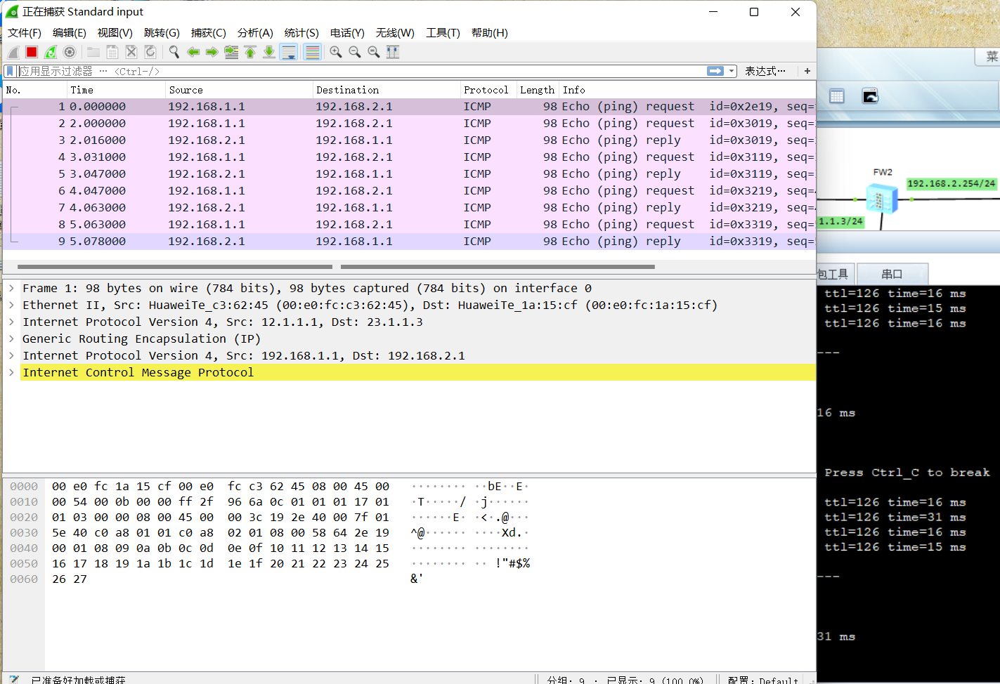 正在捕获 Standard input
文件(F) 编辑(E) 视图(V) 跳转(G) 捕获(C) 分析(A) 统计(S) 电话(Y) 无线(W) 工具(T) 帮助(H)
应用显示过滤器 … <Ctrl-/>
表达式… +
No. Time Source Destination Protocol Length Info
1 0.000000 192.168.1.1 192.168.2.1 ICMP 98 Echo (ping) request id=0x2e19, seq=
2 2.000000 192.168.1.1 192.168.2.1 ICMP 98 Echo (ping) request id=0x3019, seq=
3 2.016000 192.168.2.1 192.168.1.1 ICMP 98 Echo (ping) reply id=0x3019, seq=
4 3.031000 192.168.1.1 192.168.2.1 ICMP 98 Echo (ping) request id=0x3119, seq=
5 3.047000 192.168.2.1 192.168.1.1 ICMP 98 Echo (ping) reply id=0x3119, seq=
6 4.047000 192.168.1.1 192.168.2.1 ICMP 98 Echo (ping) request id=0x3219, seq=
7 4.063000 192.168.2.1 192.168.1.1 ICMP 98 Echo (ping) reply id=0x3219, seq=
8 5.063000 192.168.1.1 192.168.2.1 ICMP 98 Echo (ping) request id=0x3319, seq=
9 5.078000 192.168.2.1 192.168.1.1 ICMP 98 Echo (ping) reply id=0x3319, seq=
Frame 1: 98 bytes on wire (784 bits), 98 bytes captured (784 bits) on interface 0
Ethernet II, Src: HuaweiTe_c3:62:45 (00:e0:fc:c3:62:45), Dst: HuaweiTe_1a:15:cf (00:e0:fc:1a:15:cf)
Internet Protocol Version 4, Src: 12.1.1.1, Dst: 23.1.1.3
Generic Routing Encapsulation (IP)
Internet Protocol Version 4, Src: 192.168.1.1, Dst: 192.168.2.1
Internet Control Message Protocol
0000 00 e0 fc 1a 15 cf 00 e0 fc c3 62 45 08 00 45 00 ········ ··bE··E·
0010 00 54 00 0b 00 00 ff 2f 96 6a 0c 01 01 01 17 01 ·T·····/ ·j······
0020 01 03 00 00 08 00 45 00 00 3c 19 2e 40 00 7f 01 ······E· ·<·.@···
0030 5e 40 c0 a8 01 01 c0 a8 02 01 08 00 58 64 2e 19 ^@······ ····Xd.·
0040 00 01 08 09 0a 0b 0c 0d 0e 0f 10 11 12 13 14 15 ········ ········
0050 16 17 18 19 1a 1b 1c 1d 1e 1f 20 21 22 23 24 25 ········ ·· !"#$%
0060 26 27 &'
已准备好加载或捕获
分组: 9 · 已显示: 9 (100.0%)
配置: Default
菜
FW2
192.168.2.254/24
1.1.3/24
包工具 串口
ttl=126 time=16 ms
ttl=126 time=15 ms
ttl=126 time=16 ms
---
16 ms
Press Ctrl_C to break
ttl=126 time=16 ms
ttl=126 time=31 ms
ttl=126 time=16 ms
ttl=126 time=15 ms
---
31 ms